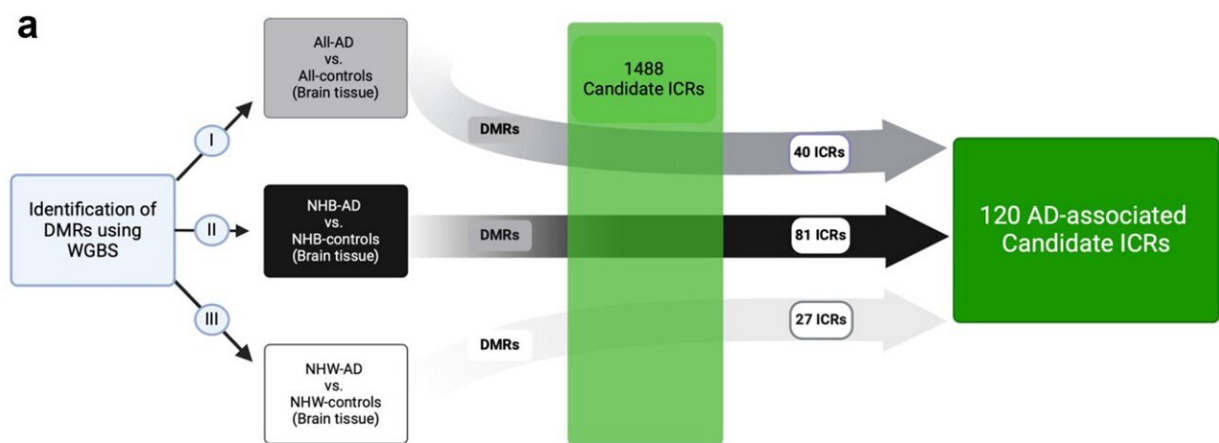 a
Identification of
DMRs using
WGBS
I
II
III
All-AD
vs.
All-controls
(Brain tissue)
NHB-AD
vs.
NHB-controls
(Brain tissue)
NHW-AD
vs.
NHW-controls
(Brain tissue)
DMRs
DMRs
DMRs
1488
Candidate ICRs
40 ICRs
81 ICRs
27 ICRs
120 AD-associated
Candidate ICRs